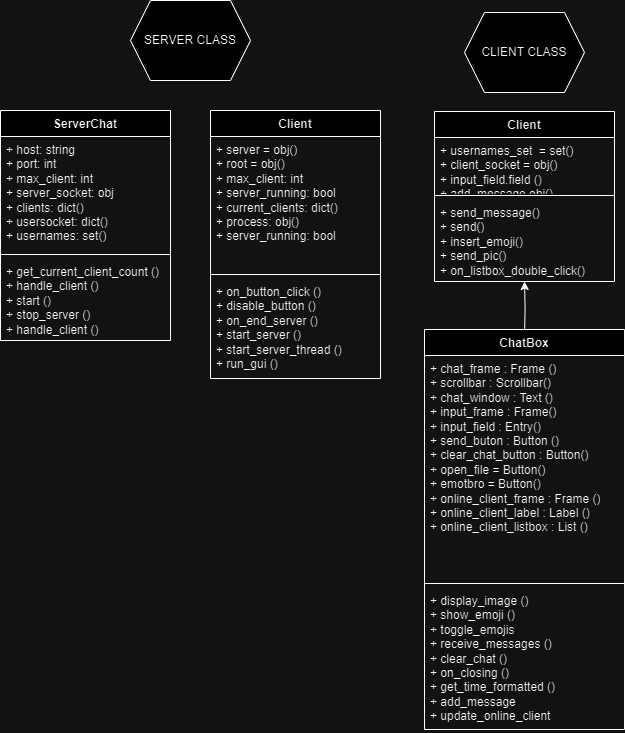 SERVER CLASS
CLIENT CLASS
ServerChat
+ host: string
+ port: int
+ max_client: int
+ server_socket: obj
+ clients: dict()
+ usersocket: dict()
+ usernames: set()
+ get_current_client_count ()
+ handle_client ()
+ start ()
+ stop_server ()
+ handle_client ()
Client
+ server = obj()
+ root = obj()
+ max_client: int
+ server_running: bool
+ current_clients: dict()
+ process: obj()
+ server_running: bool
+ on_button_click ()
+ disable_button ()
+ on_end_server ()
+ start_server ()
+ start_server_thread ()
+ run_gui ()
Client
+ usernames_set = set()
+ client_socket = obj()
+ input_field.field ()
+ add_message obj()
+ send_message()
+ send()
+ insert_emoji()
+ send_pic()
+ on_listbox_double_click()
ChatBox
+ chat_frame : Frame ()
+ scrollbar : Scrollbar()
+ chat_window : Text ()
+ input_frame : Frame()
+ input_field : Entry()
+ send_buton : Button ()
+ clear_chat_button : Button()
+ open_file = Button()
+ emotbro = Button()
+ online_client_frame : Frame ()
+ online_client_label : Label ()
+ online_client_listbox : List ()
+ display_image ()
+ show_emoji ()
+ toggle_emojis
+ receive_messages ()
+ clear_chat ()
+ on_closing ()
+ get_time_formatted ()
+ add_message
+ update_online_client